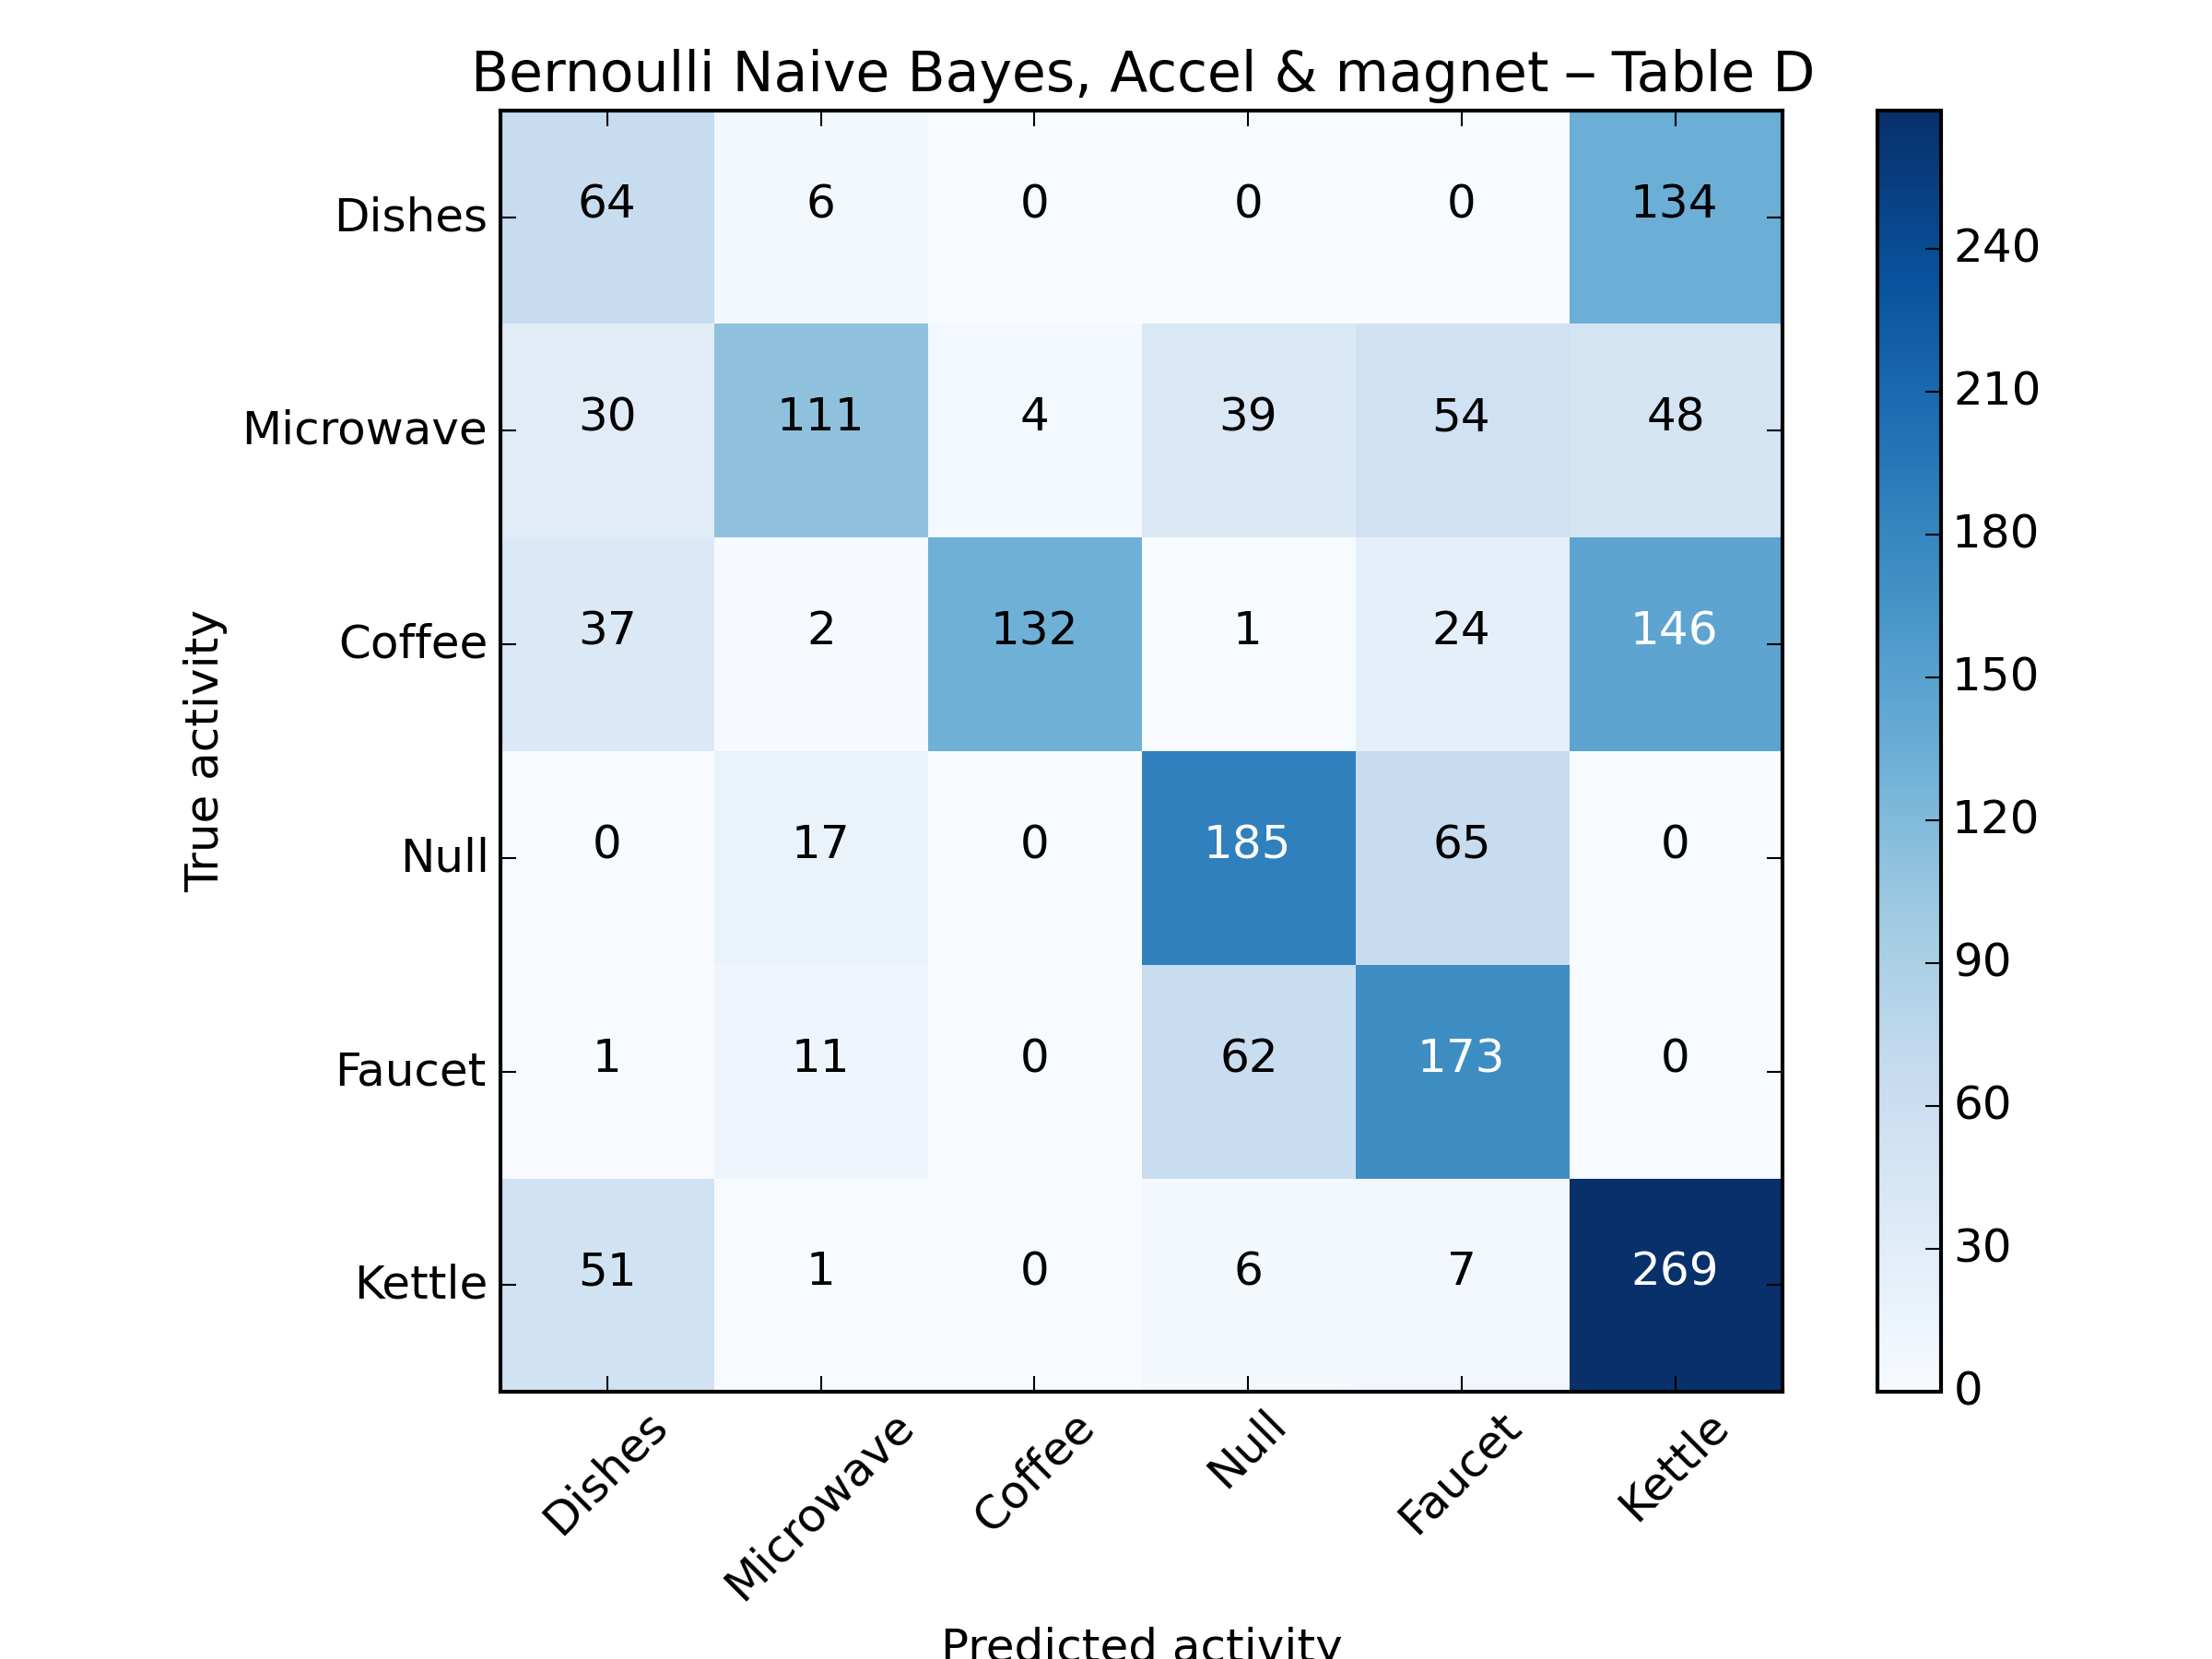 Bernoulli Naive Bayes, Accel & magnet – Table D
Dishes 64 6 0 0 0 134
Microwave 30 111 4 39 54 48
Coffee 37 2 132 1 24 146
Null 0 17 0 185 65 0
Faucet 1 11 0 62 173 0
Kettle 51 1 0 6 7 269
True activity
Dishes Microwave Coffee Null Faucet Kettle
Predicted activity
240
210
180
150
120
90
60
30
0